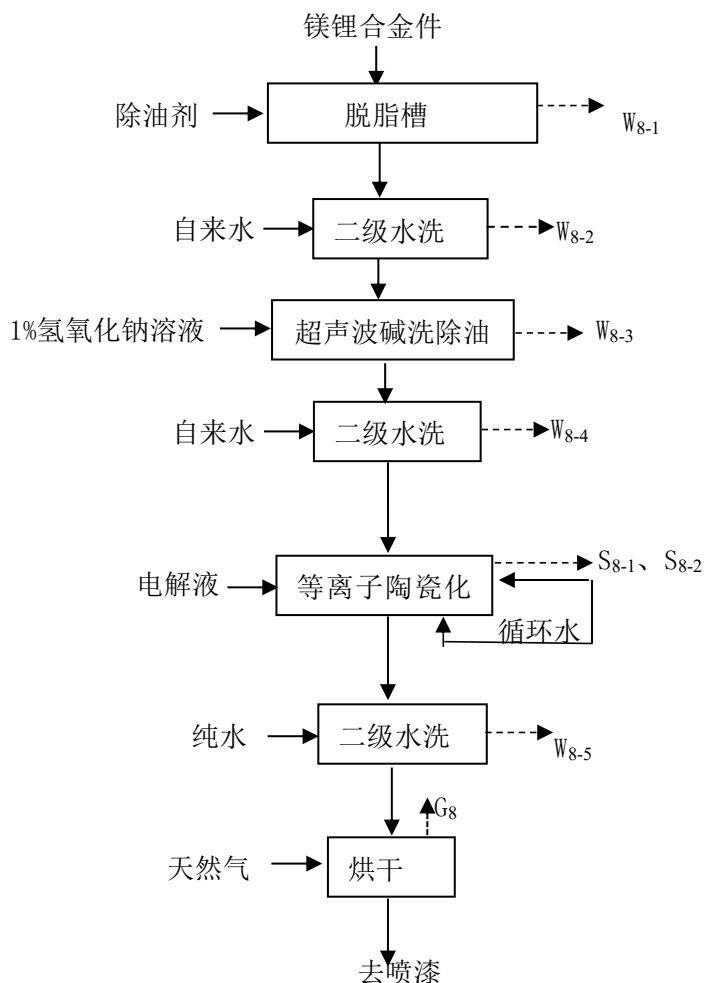 镁锂合金件
除油剂
脱脂槽
W8-1
自来水
二级水洗
W8-2
1%氢氧化钠溶液
超声波碱洗除油
W8-3
自来水
二级水洗
W8-4
电解液
等离子陶瓷化
S8-1、S8-2
循环水
纯水
二级水洗
W8-5
G8
天然气
烘干
去喷漆